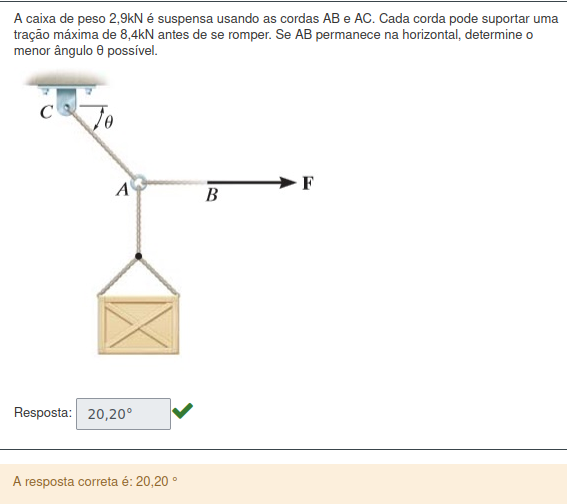 A caixa de peso 2,9kN é suspensa usando as cordas AB e AC. Cada corda pode suportar uma
tração máxima de 8,4kN antes de se romper. Se AB permanece na horizontal, determine o
menor ângulo θ possível.
C
θ
A
B
F
Resposta: 20,20°
A resposta correta é: 20,20 °